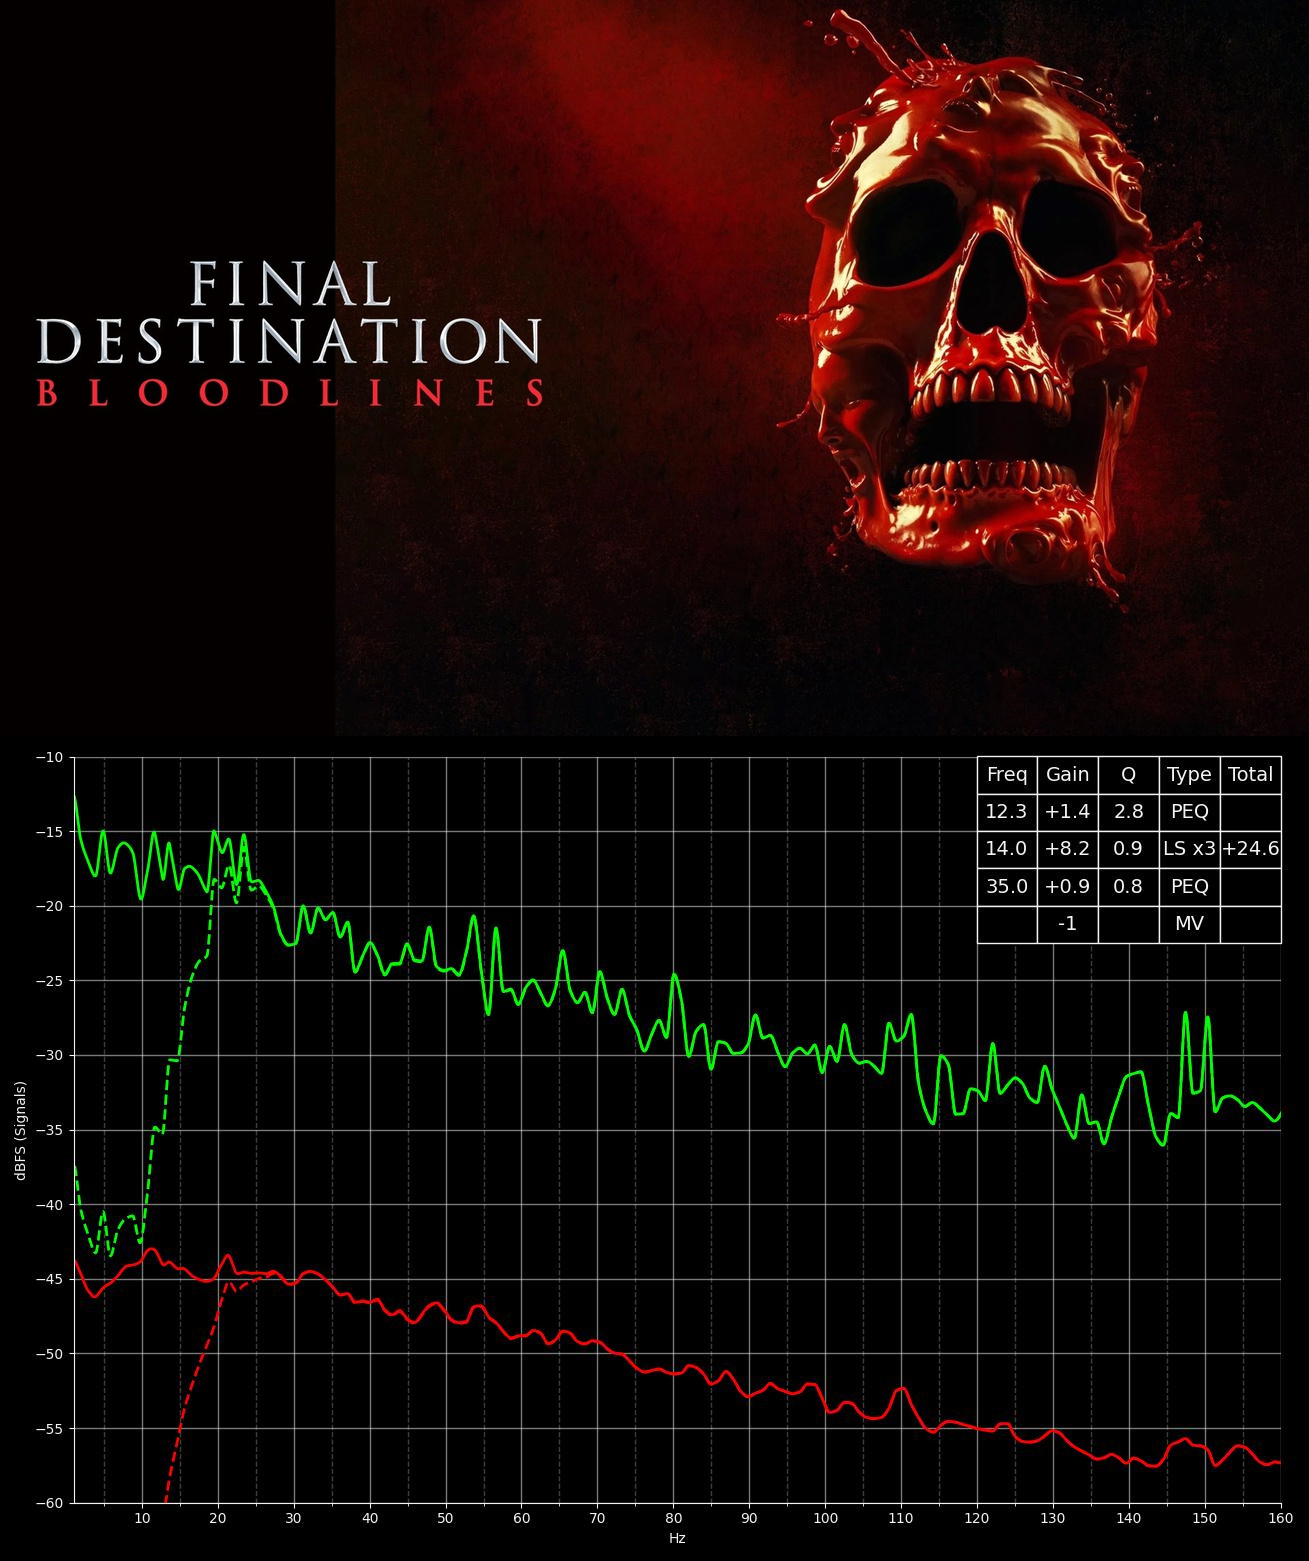 FINAL
DESTINATION
BLOODLINES
Freq Gain Q Type Total
12.3 +1.4 2.8 PEQ
14.0 +8.2 0.9 LS x3 +24.6
35.0 +0.9 0.8 PEQ
-1 MV
dBFS (Signals)
−10
−15
−20
−25
−30
−35
−40
−45
−50
−55
−60
10 20 30 40 50 60 70 80 90 100 110 120 130 140 150 160
Hz